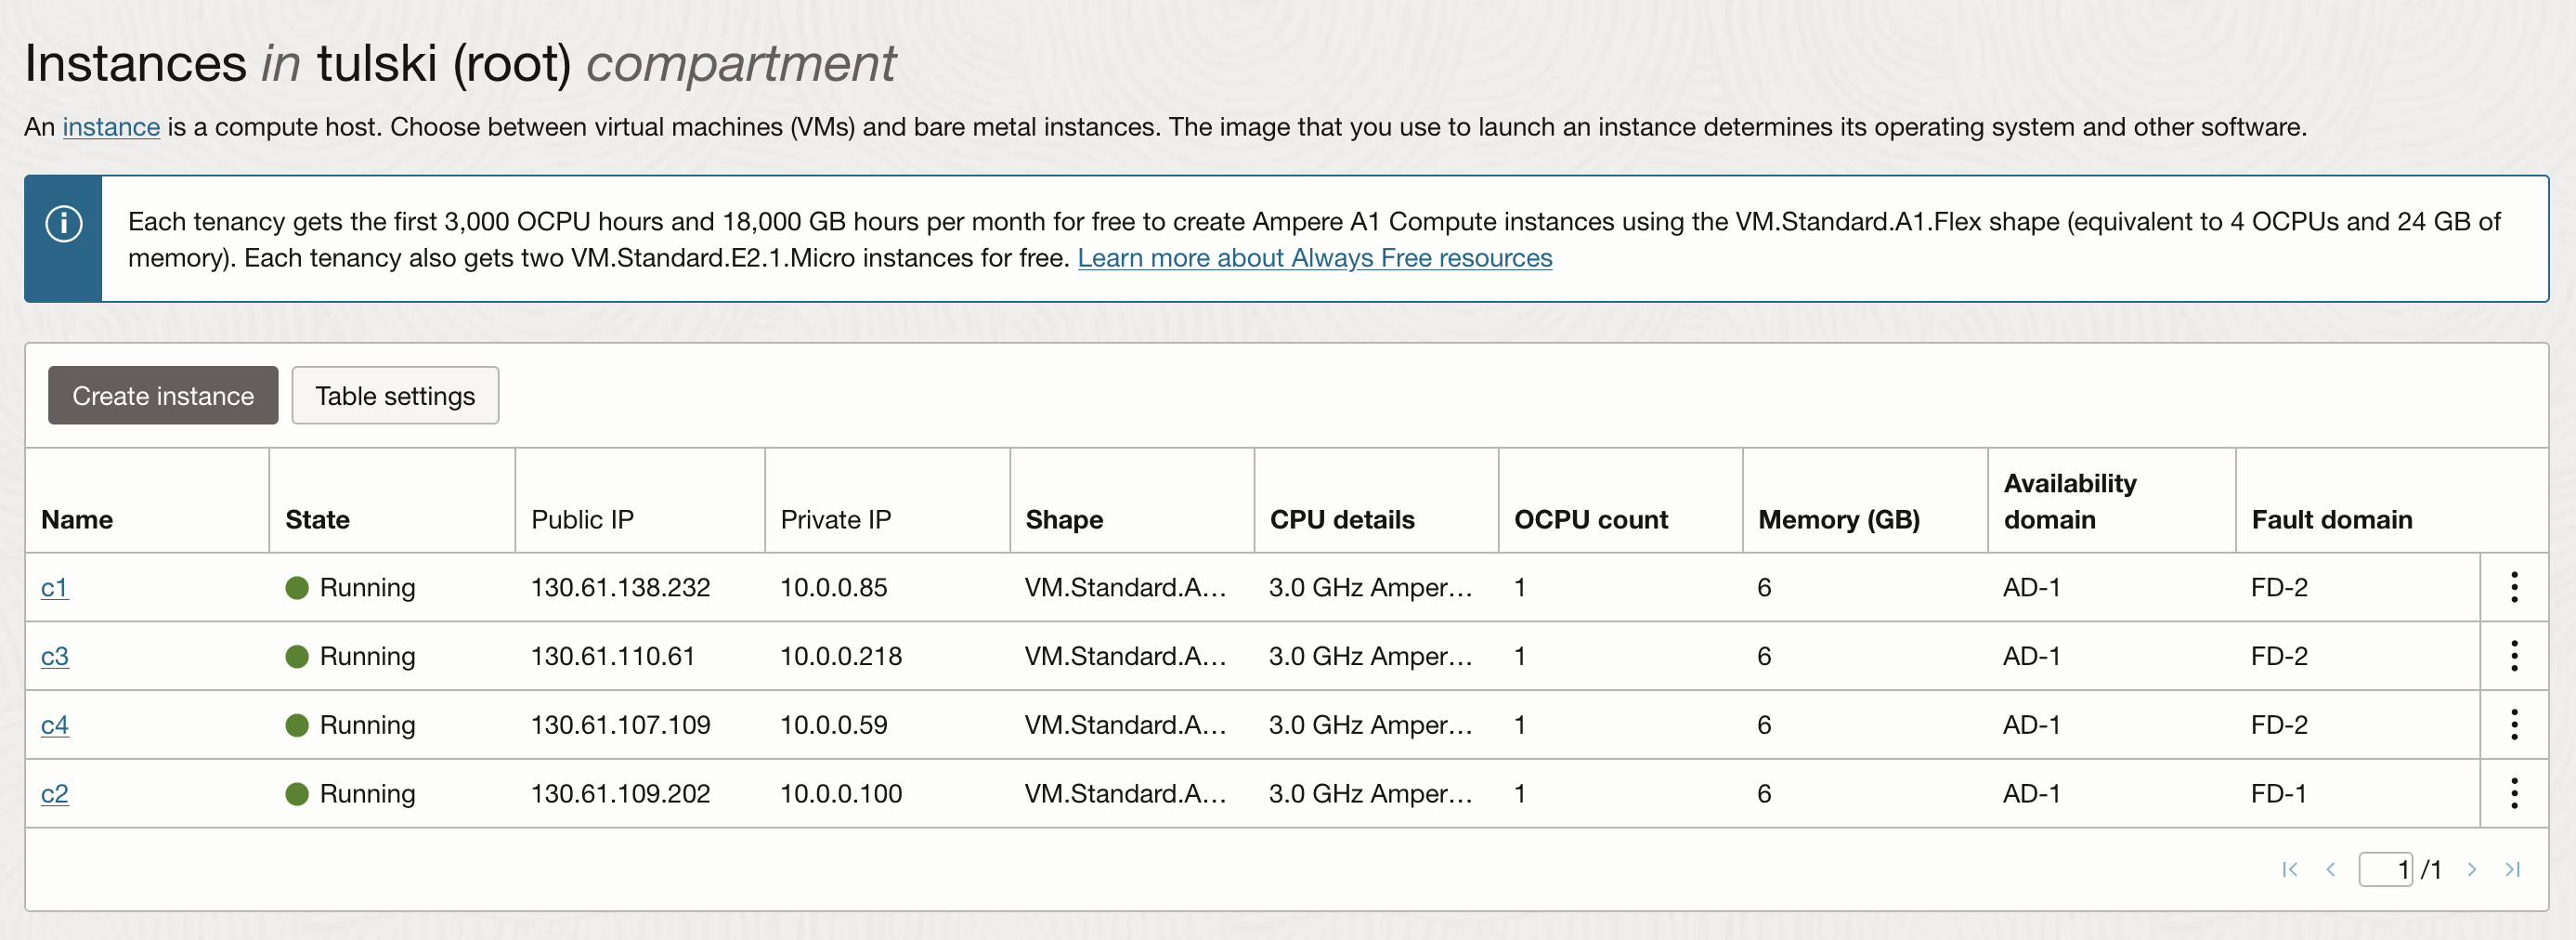 Instances in tulski (root) compartment
An instance is a compute host. Choose between virtual machines (VMs) and bare metal instances. The image that you use to launch an instance determines its operating system and other software.
Each tenancy gets the first 3,000 OCPU hours and 18,000 GB hours per month for free to create Ampere A1 Compute instances using the VM.Standard.A1.Flex shape (equivalent to 4 OCPUs and 24 GB of
memory). Each tenancy also gets two VM.Standard.E2.1.Micro instances for free. Learn more about Always Free resources
Create instance Table settings
Name State Public IP Private IP Shape CPU details OCPU count Memory (GB) Availability domain Fault domain
c1 Running 130.61.138.232 10.0.0.85 VM.Standard.A... 3.0 GHz Amper... 1 6 AD-1 FD-2
c3 Running 130.61.110.61 10.0.0.218 VM.Standard.A... 3.0 GHz Amper... 1 6 AD-1 FD-2
c4 Running 130.61.107.109 10.0.0.59 VM.Standard.A... 3.0 GHz Amper... 1 6 AD-1 FD-2
c2 Running 130.61.109.202 10.0.0.100 VM.Standard.A... 3.0 GHz Amper... 1 6 AD-1 FD-1
1 /1